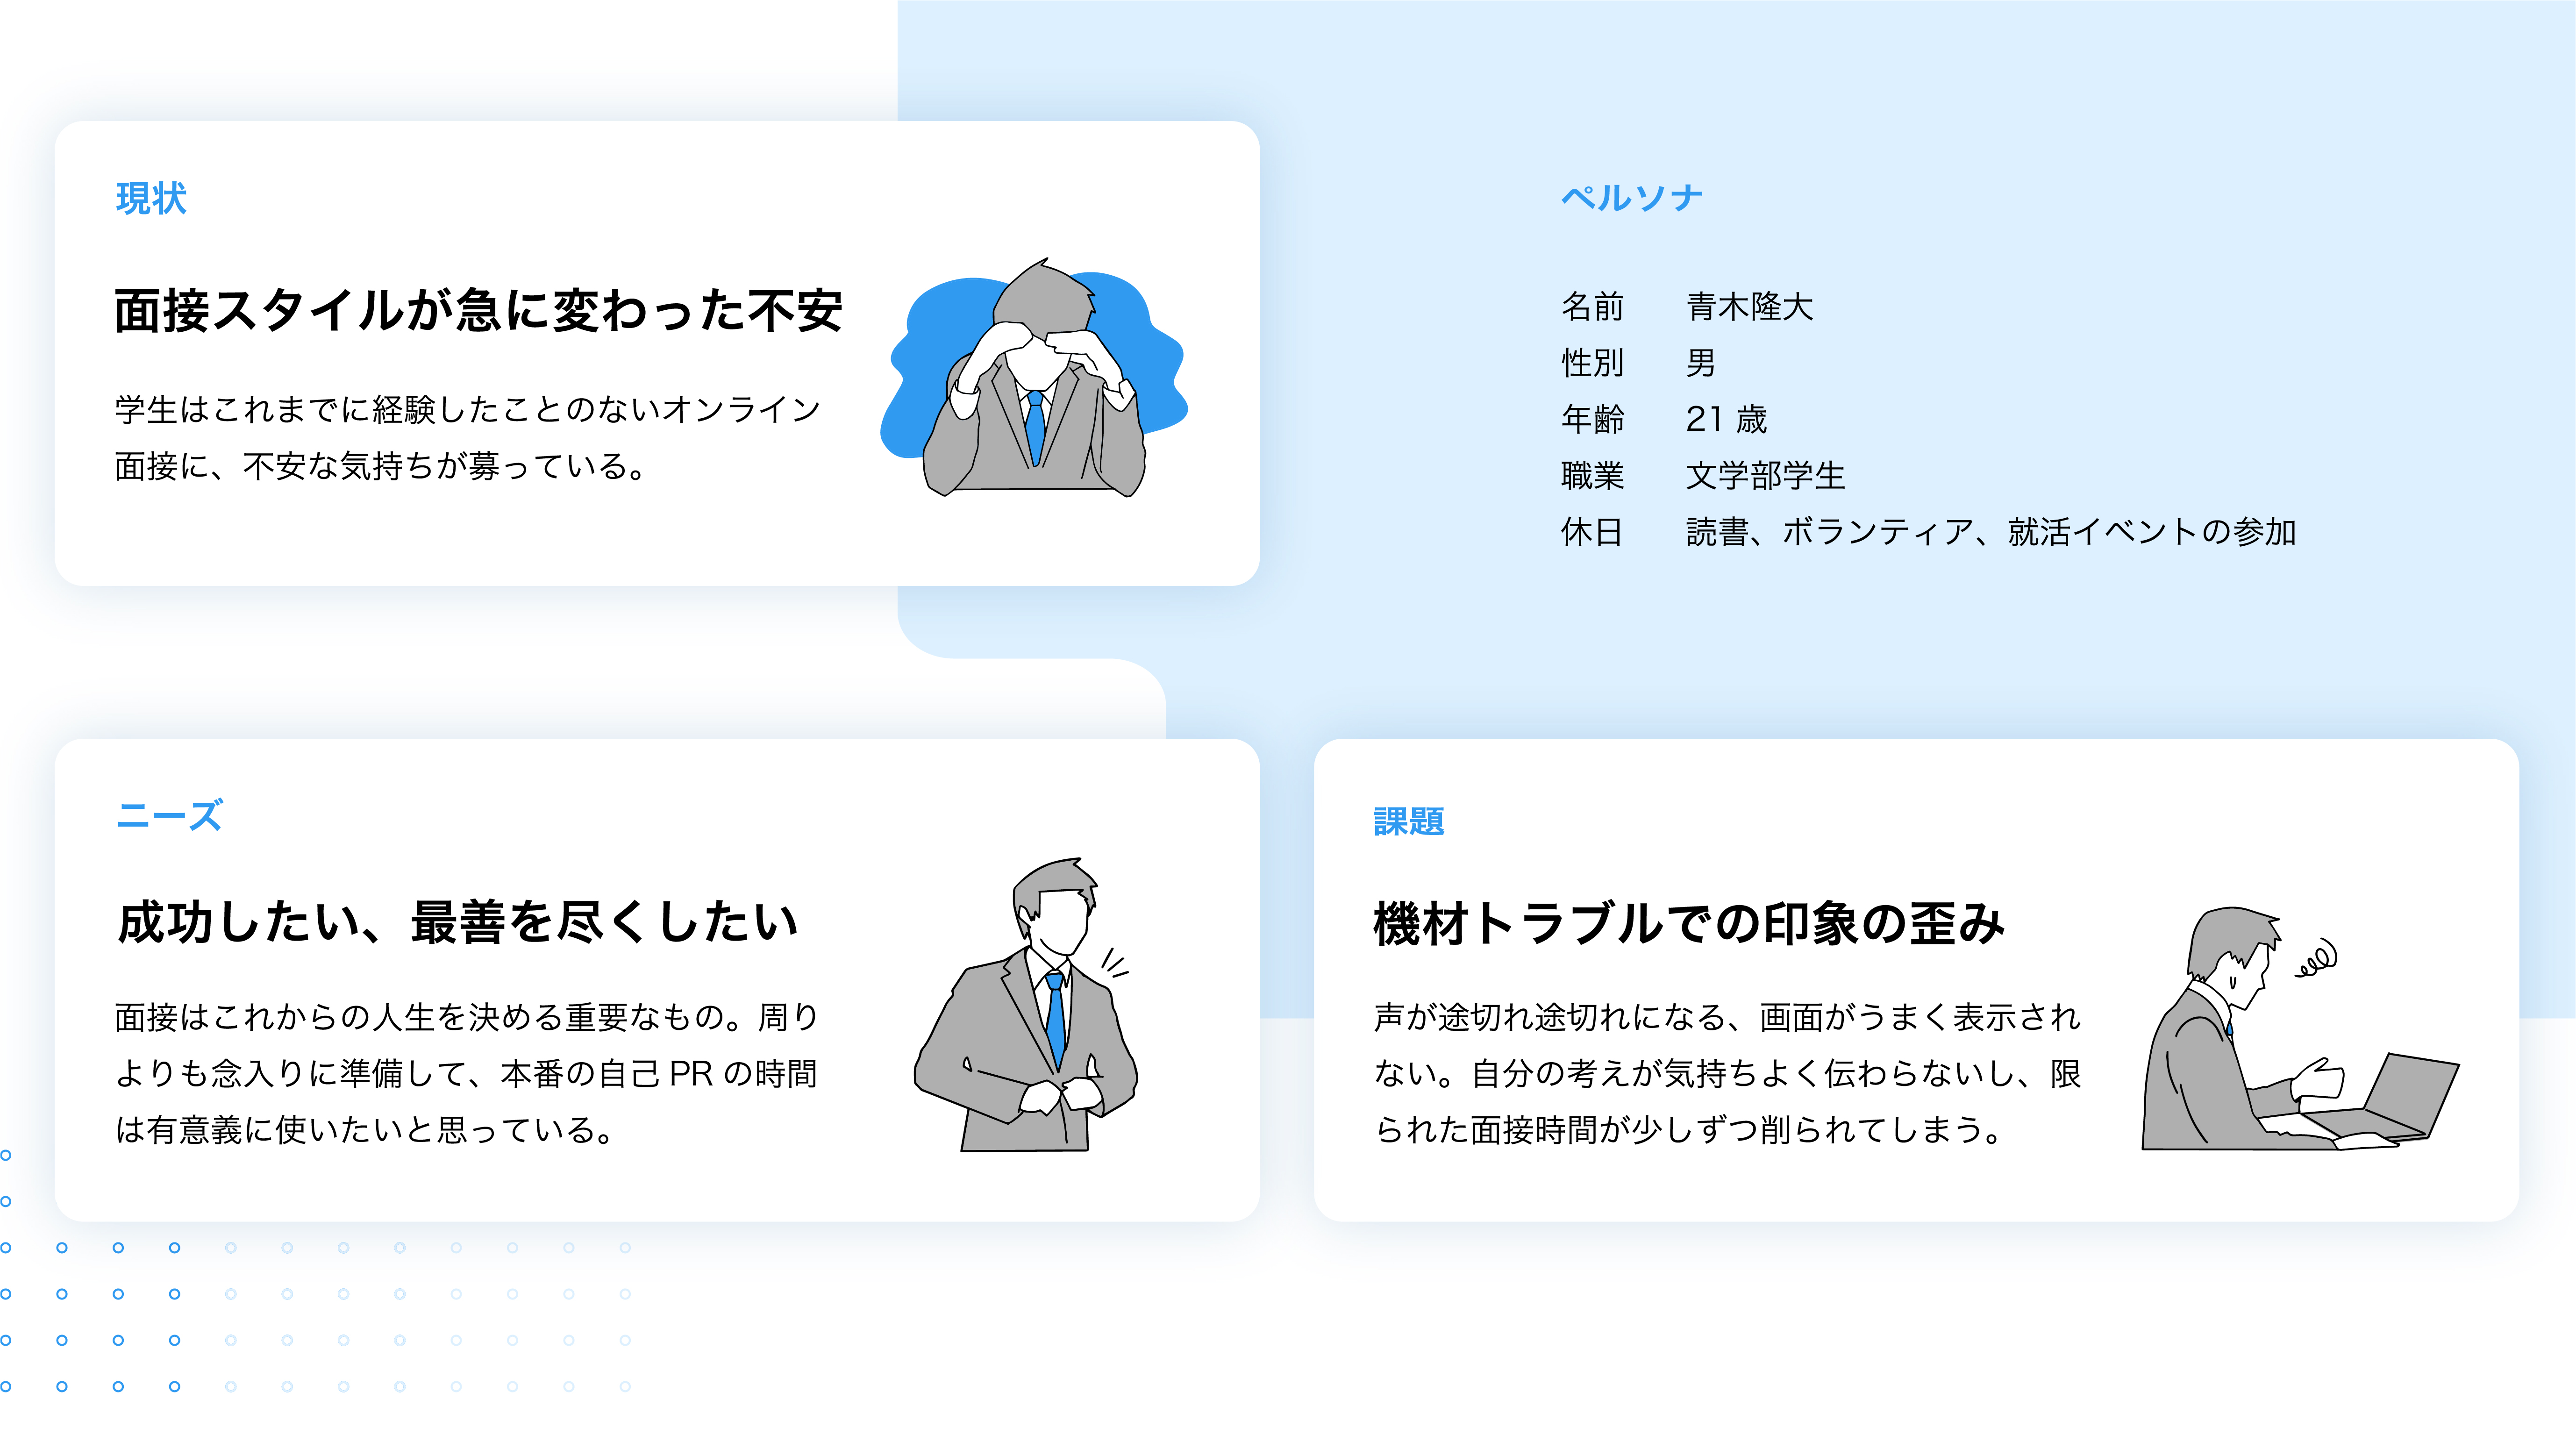 現状
面接スタイルが急に変わった不安
学生はこれまでに経験したことのないオンライン
面接に、不安な気持ちが募っている。
ペルソナ
名前 青木隆大
性別 男
年齢 21 歳
職業 文学部学生
休日 読書、ボランティア、就活イベントの参加
ニーズ
成功したい、最善を尽くしたい
面接はこれからの人生を決める重要なもの。周り
よりも念入りに準備して、本番の自己 PR の時間
は有意義に使いたいと思っている。
課題
機材トラブルでの印象の歪み
声が途切れ途切れになる、画面がうまく表示され
ない。自分の考えが気持ちよく伝わらないし、限
られた面接時間が少しずつ削られてしまう。